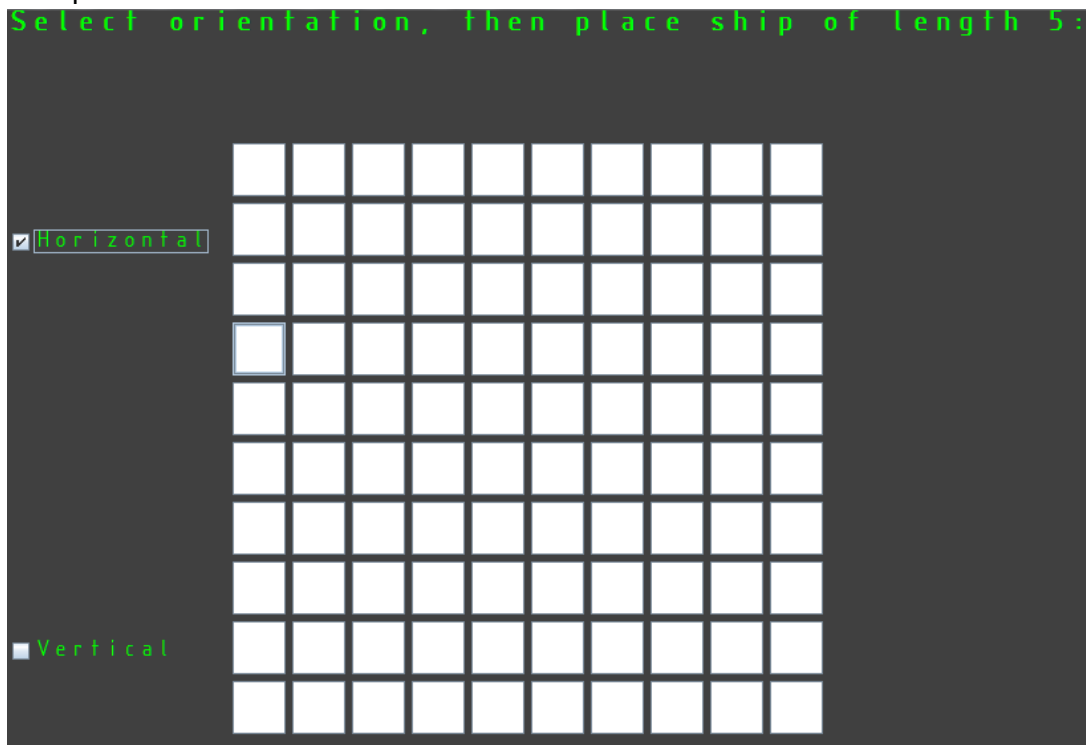 Select orientation, then place ship of length 5:
Horizontal
Vertical